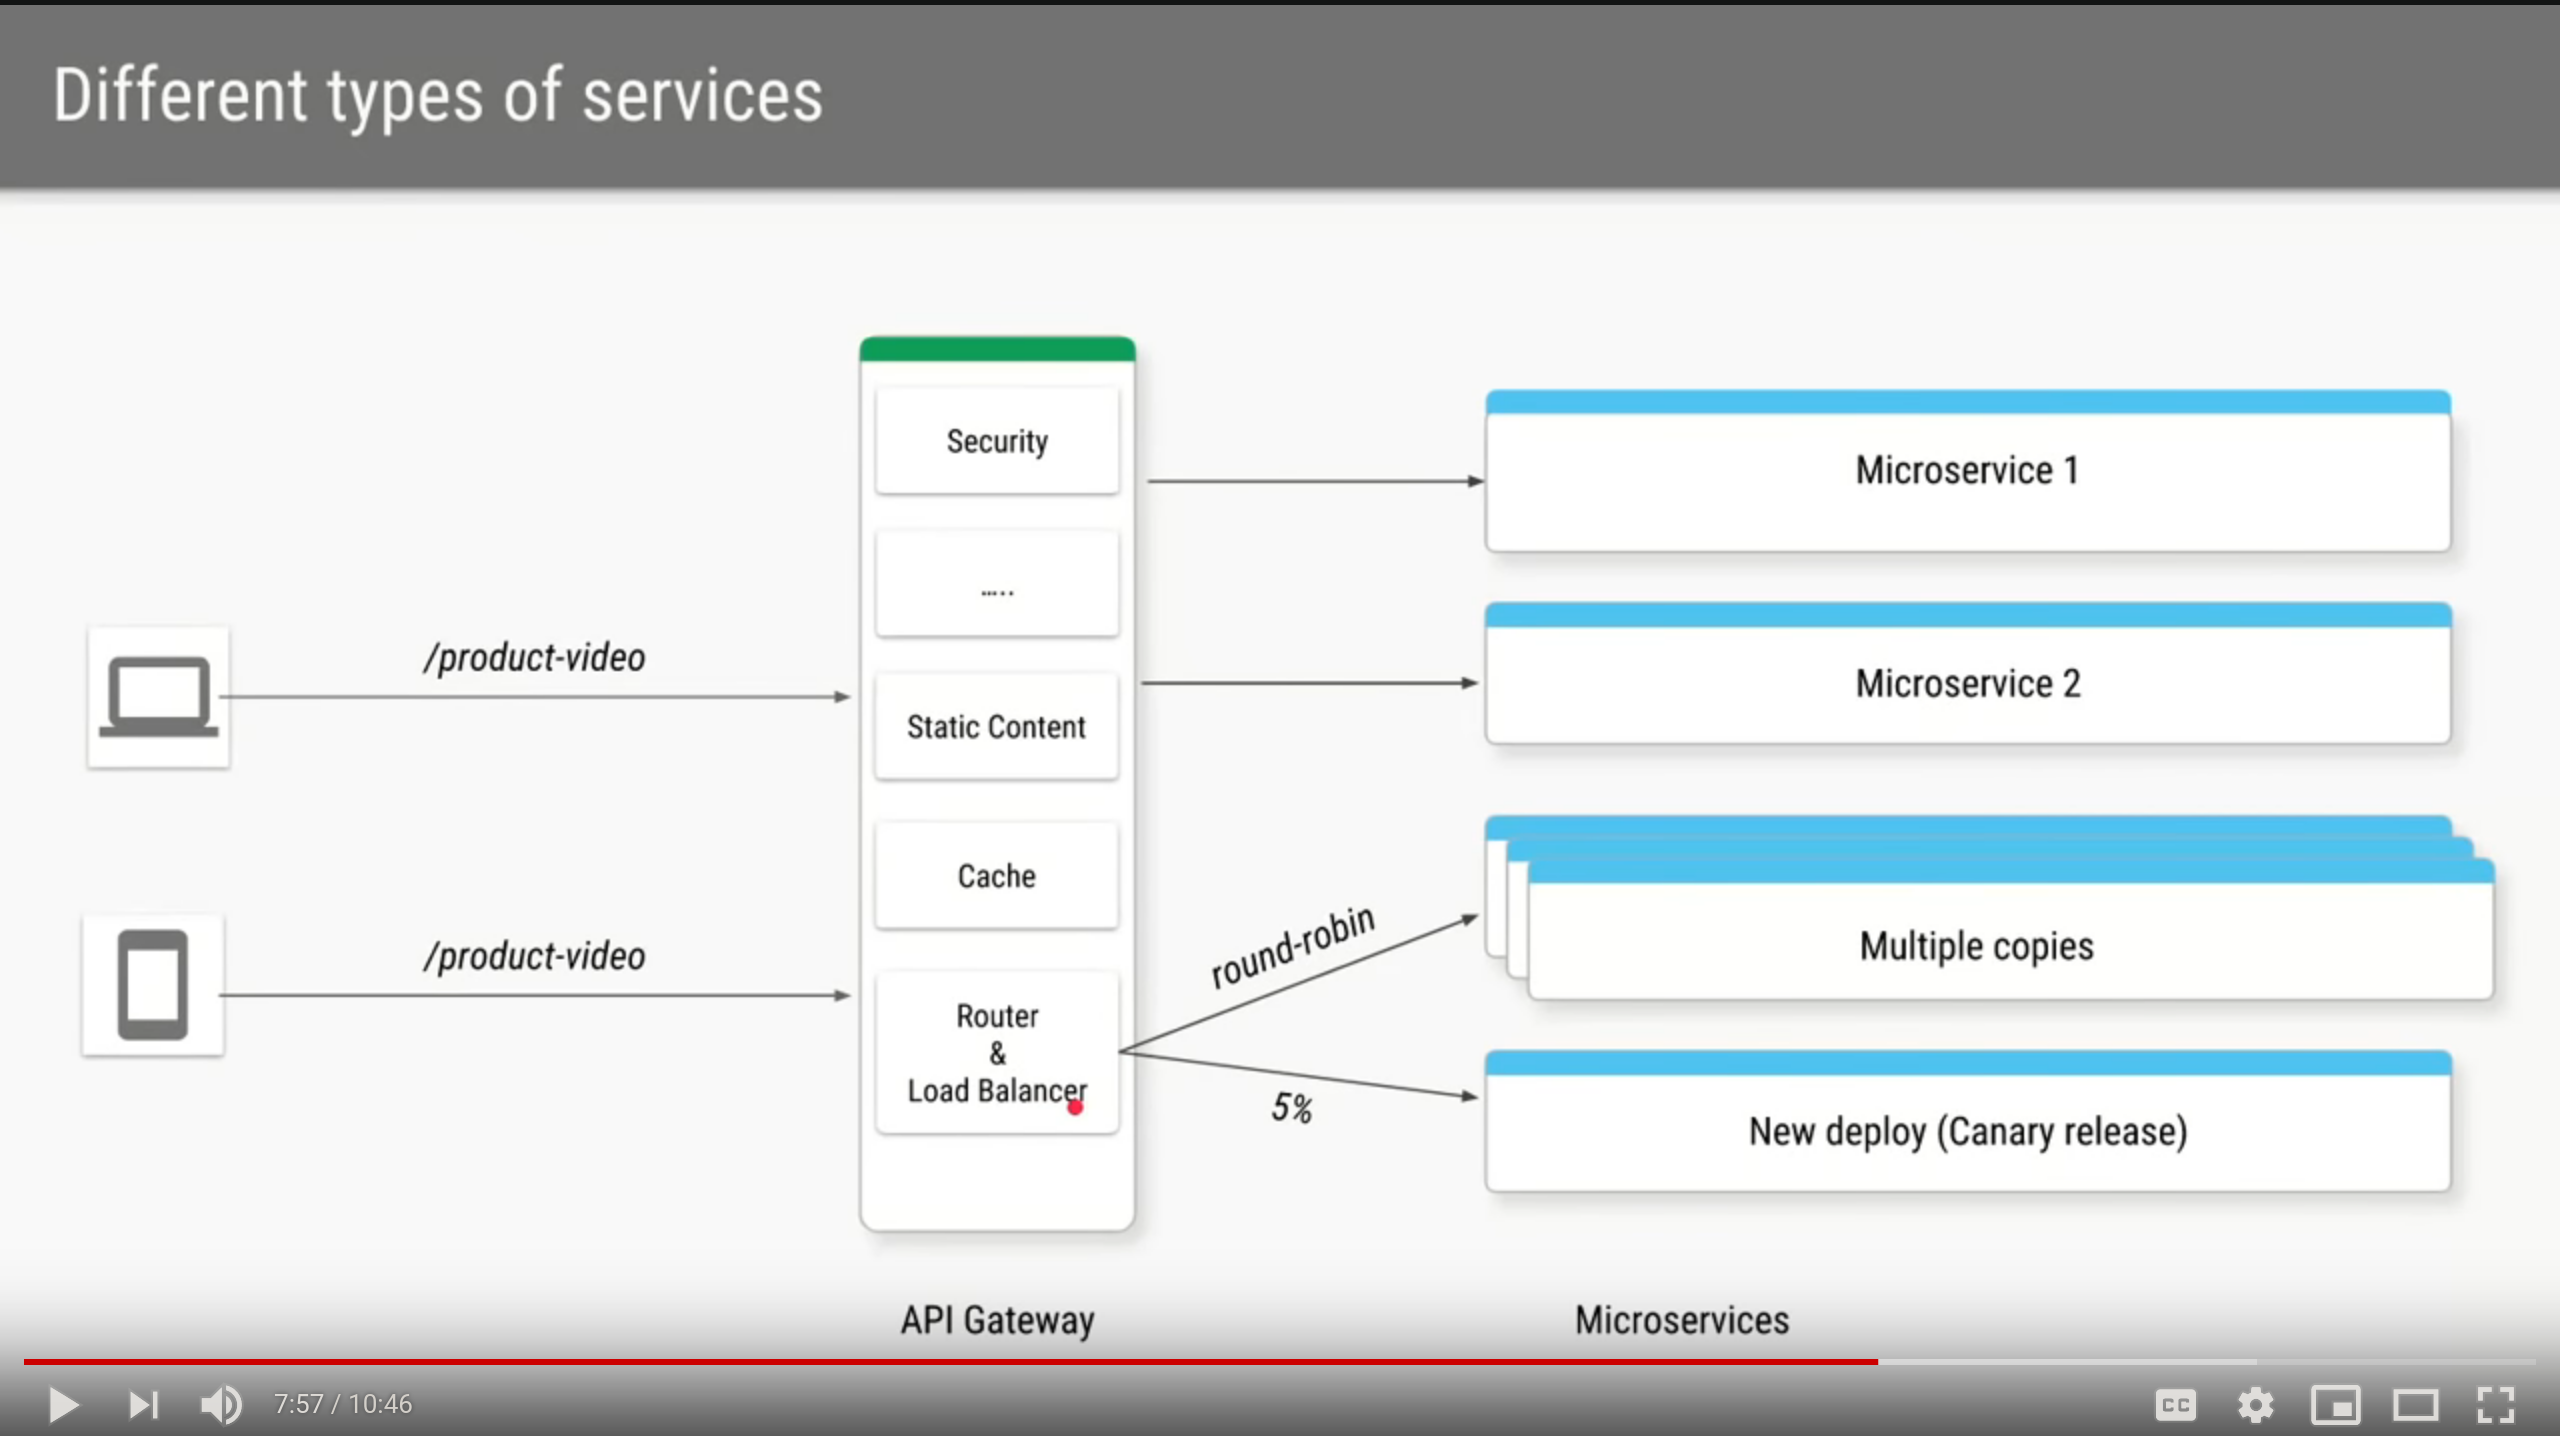 Different types of services
Security
.....
Static Content
Cache
Router
&
Load Balancer
/product-video
/product-video
round-robin
5%
Microservice 1
Microservice 2
Multiple copies
New deploy (Canary release)
API Gateway
Microservices
7:57 / 10:46
CC